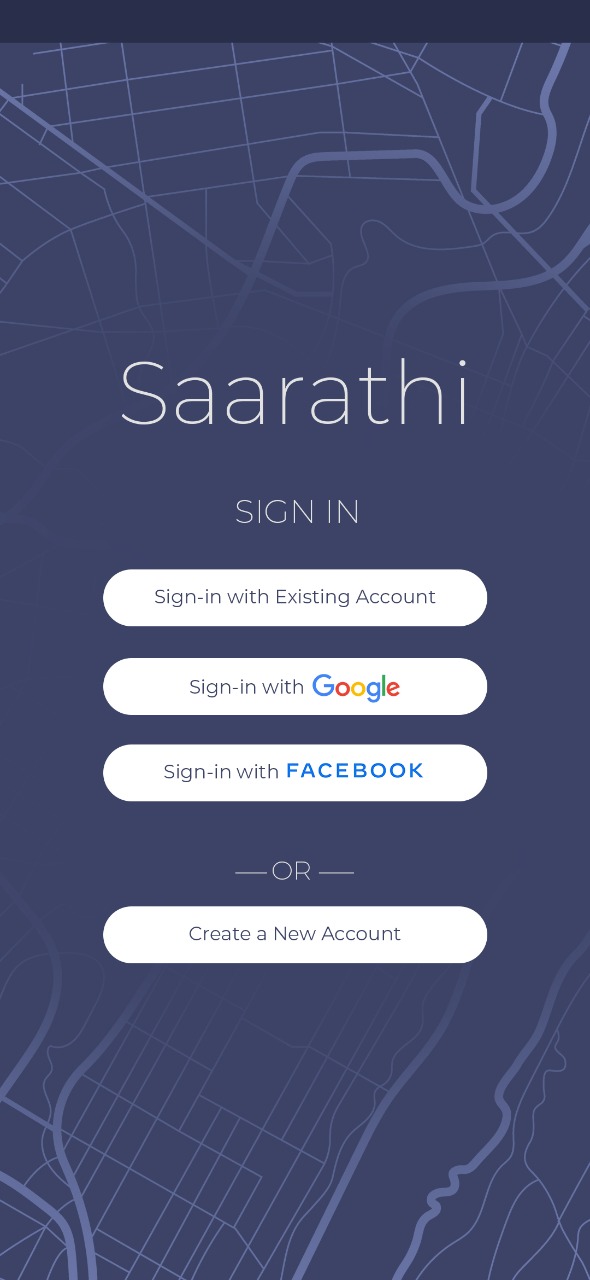 Saarathi
SIGN IN
Sign-in with Existing Account
Sign-in with Google
Sign-in with FACEBOOK
OR
Create a New Account